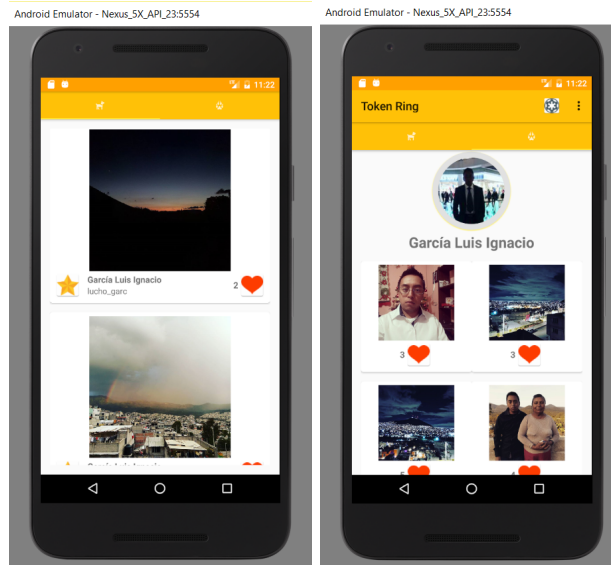 Android Emulator - Nexus_5X_API_23:5554
11:22
García Luis Ignacio
lucho_garc
2
Android Emulator - Nexus_5X_API_23:5554
11:22
Token Ring
García Luis Ignacio
3
3